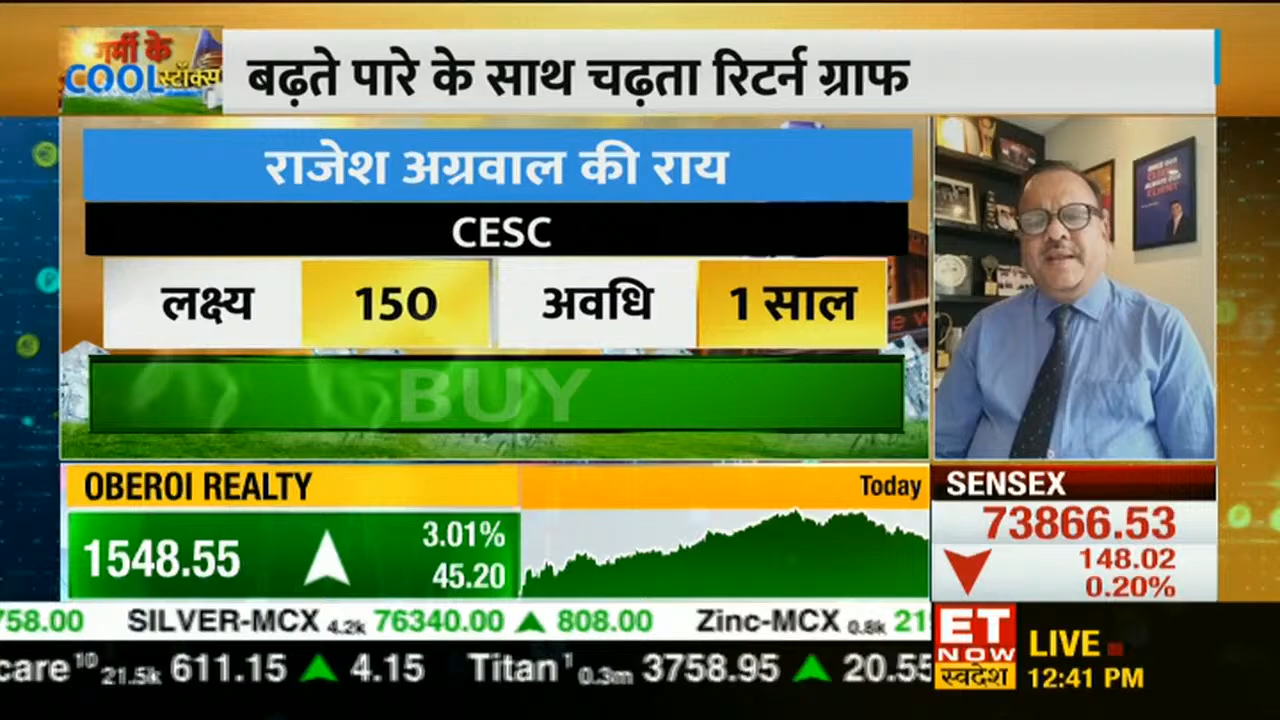 गर्मी के
COOL स्टॉक्स
बढ़ते पारे के साथ चढ़ता रिटर्न ग्राफ
राजेश अग्रवाल की राय
CESC
लक्ष्य 150 अवधि 1 साल
BUY
OBEROI REALTY Today
1548.55 3.01%
45.20
SENSEX
73866.53
148.02
0.20%
758.00 SILVER-MCX 4.2k 76340.00 ▲ 808.00 Zinc-MCX 0.8k 21
care 10 21.5k 611.15 ▲ 4.15 Titan 1 0.3m 3758.95 ▲ 20.55
ET
NOW
स्वदेश
LIVE
12:41 PM